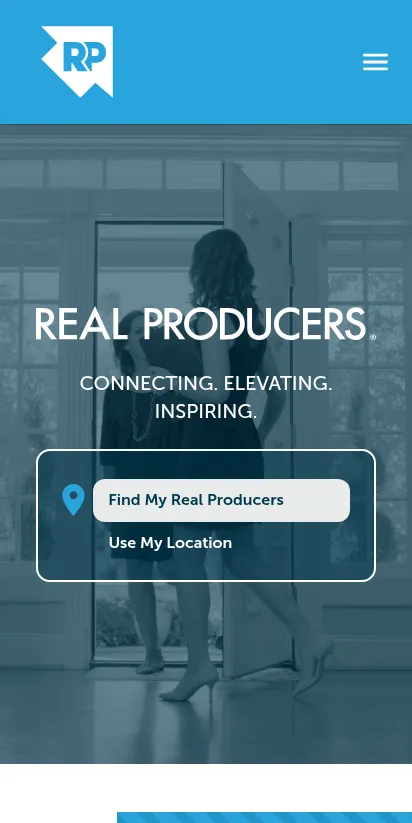 RP
REAL PRODUCERS®
CONNECTING. ELEVATING.
INSPIRING.
Find My Real Producers
Use My Location